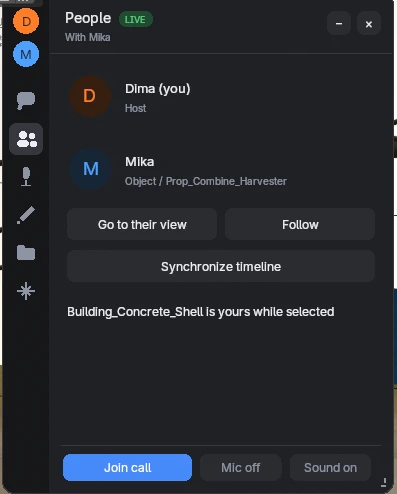 D
M
People LIVE
With Mika
D
Dima (you)
Host
M
Mika
Object / Prop_Combine_Harvester
Go to their view
Follow
Synchronize timeline
Building_Concrete_Shell is yours while selected
Join call
Mic off
Sound on